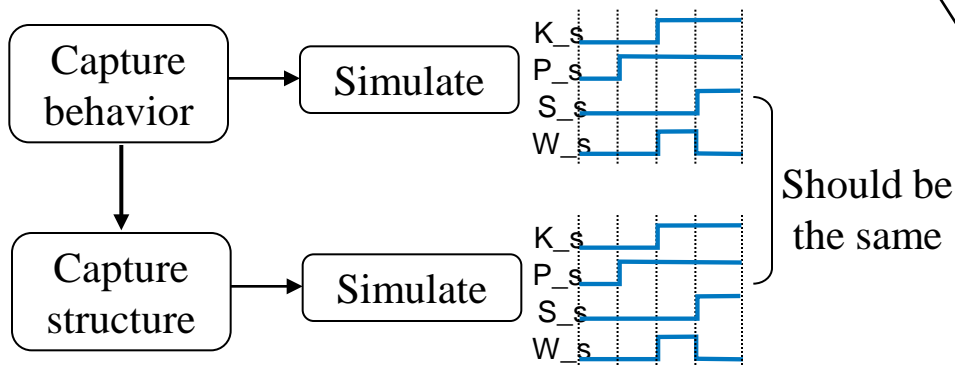 Capture
behavior
Simulate
K_s
P_s
S_s
W_s
Should be
the same
Capture
structure
Simulate
K_s
P_s
S_s
W_s